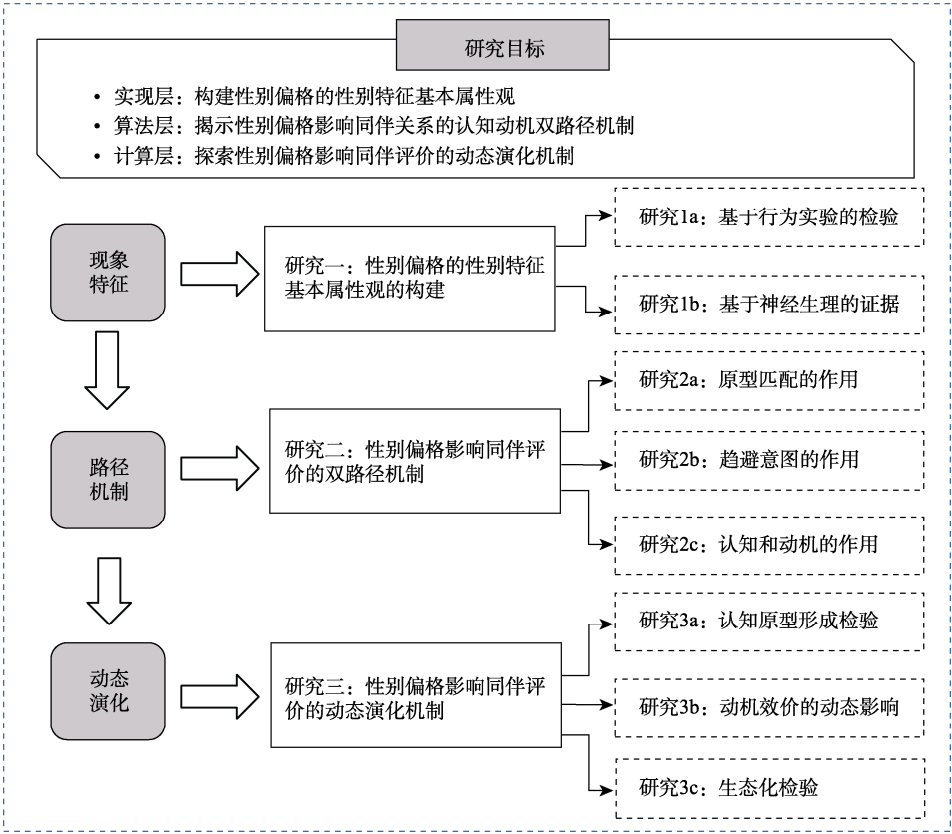 研究目标
• 实现层：构建性别偏格的性别特征基本属性观
• 算法层：揭示性别偏格影响同伴关系的认知动机双路径机制
• 计算层：探索性别偏格影响同伴评价的动态演化机制
现象
特征
研究一：性别偏格的性别特征
基本属性观的构建
研究1a：基于行为实验的检验
研究1b：基于神经生理的证据
路径
机制
研究二：性别偏格影响同伴评
价的双路径机制
研究2a：原型匹配的作用
研究2b：趋避意图的作用
研究2c：认知和动机的作用
动态
演化
研究三：性别偏格影响同伴评
价的动态演化机制
研究3a：认知原型形成检验
研究3b：动机效价的动态影响
研究3c：生态化检验